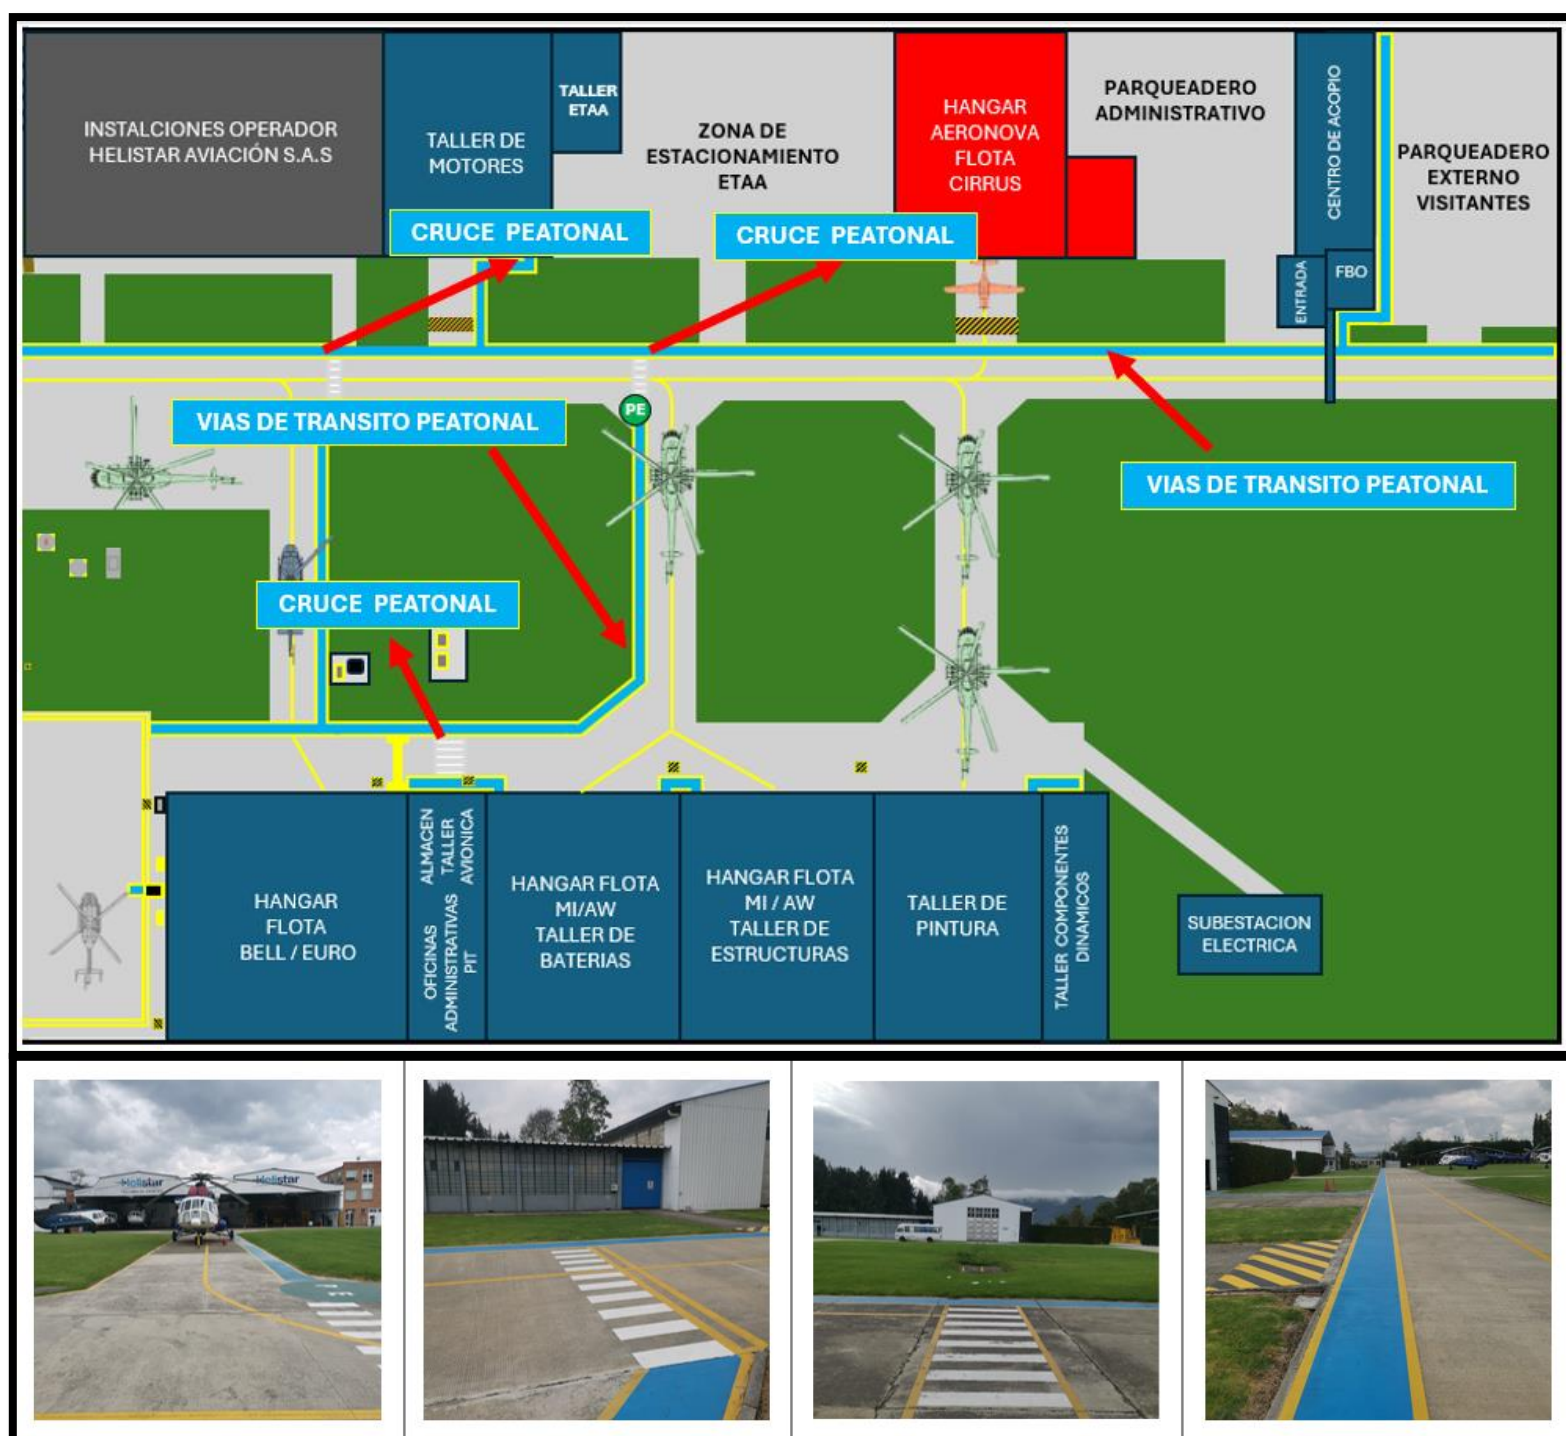 INSTALCIONES OPERADOR
HELISTAR AVIACIÓN S.A.S
TALLER DE
MOTORES
TALLER
ETAA
ZONA DE
ESTACIONAMIENTO
ETAA
HANGAR
AERONOVA
FLOTA
CIRRUS
PARQUEADERO
ADMINISTRATIVO
CENTRO DE ACOPIO
PARQUEADERO
EXTERNO
VISITANTES
CRUCE PEATONAL
CRUCE PEATONAL
ENTRADA
FBO
VIAS DE TRANSITO PEATONAL
PE
VIAS DE TRANSITO PEATONAL
CRUCE PEATONAL
HANGAR
FLOTA
BELL / EURO
ALMACEN
TALLER
AVIONICA
OFICINAS
ADMINISTRATIVAS
PIT
HANGAR FLOTA
MI/AW
TALLER DE
BATERIAS
HANGAR FLOTA
MI / AW
TALLER DE
ESTRUCTURAS
TALLER DE
PINTURA
TALLER COMPONENTES
DINAMICOS
SUBESTACION
ELECTRICA
Helistar
Helistar